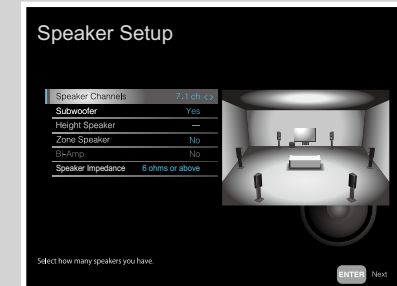 Speaker Setup
Speaker Channels 7.1 ch <>
Subwoofer Yes
Height Speaker ---
Zone Speaker No
Bi-Amp No
Speaker Impedance 6 ohms or above
Select how many speakers you have.
ENTER Next